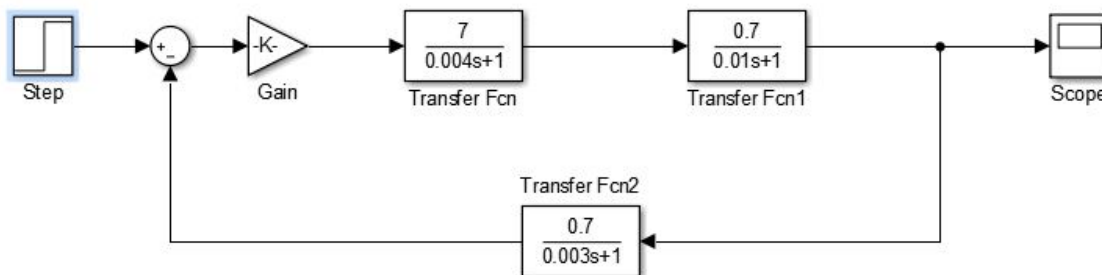 +
-
-K-
7
0.004s+1
0.7
0.01s+1
Step
Gain
Transfer Fcn
Transfer Fcn1
Scope
Transfer Fcn2
0.7
0.003s+1